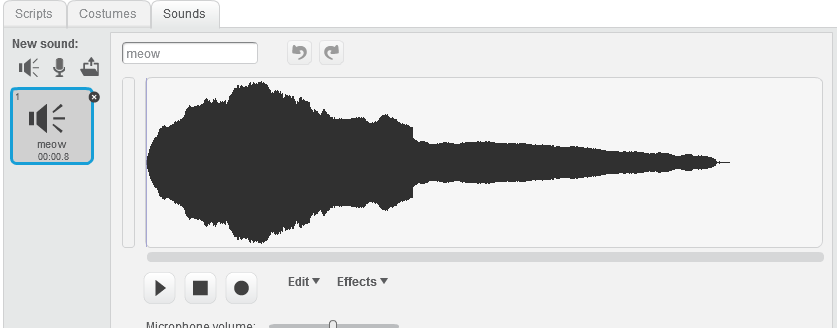 Scripts
Costumes
Sounds
New sound:
meow
1
meow
00:00.8
Edit
Effects
Microphone volume: